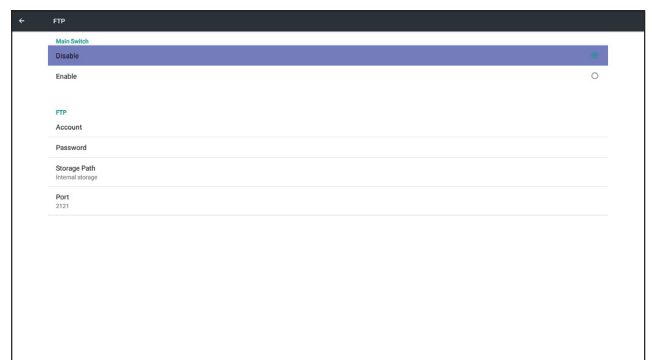 FTP
Main Switch
Disable
Enable
FTP
Account
Password
Storage Path
Internal storage
Port
2121